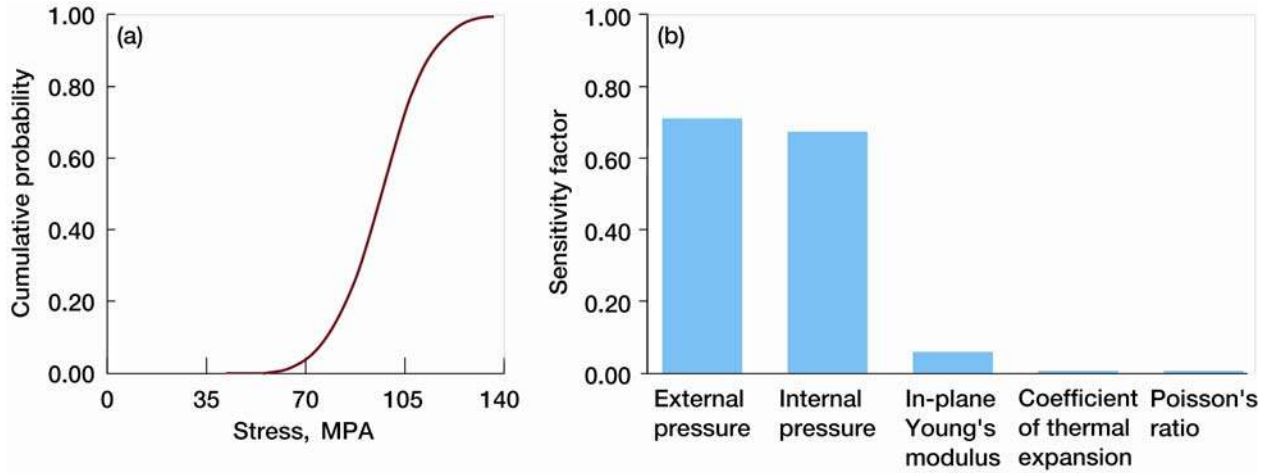 (a)
Cumulative probability
1.00
0.80
0.60
0.40
0.20
0.00
0 35 70 105 140
Stress, MPA
(b)
Sensitivity factor
1.00
0.80
0.60
0.40
0.20
0.00
External
pressure
Internal
pressure
In-plane
Young's
modulus
Coefficient
of thermal
expansion
Poisson's
ratio